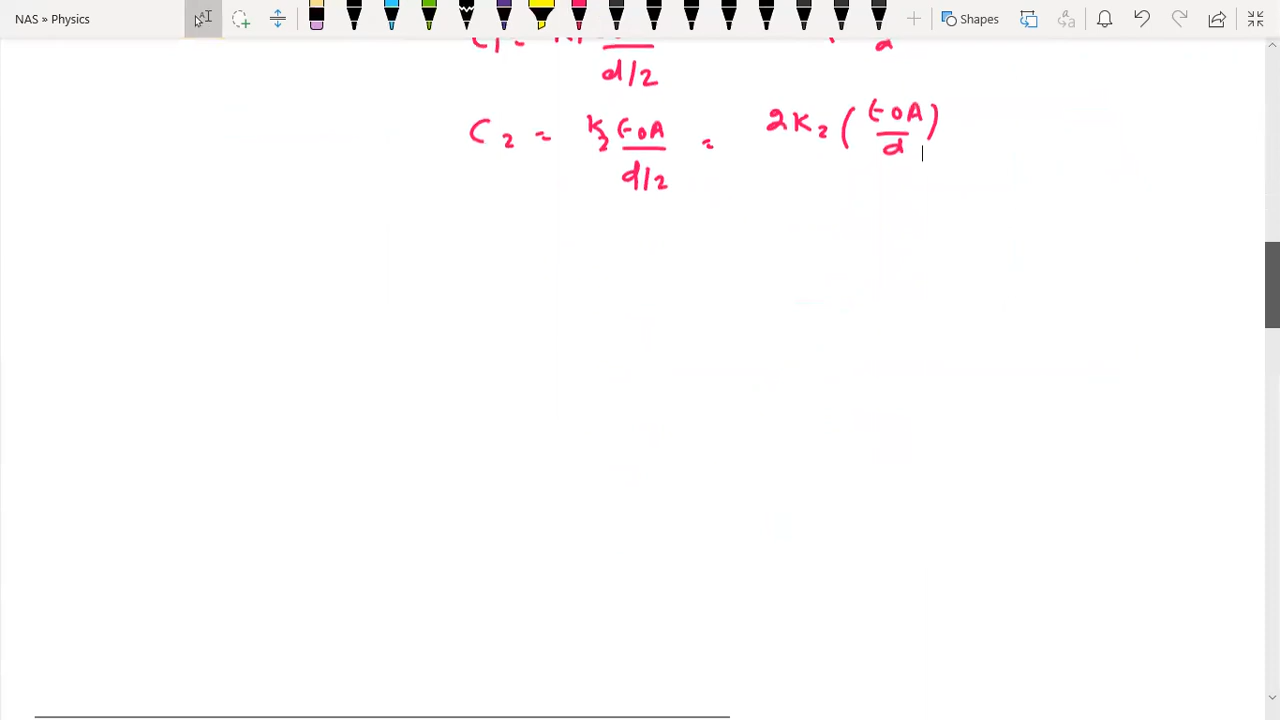 NAS » Physics
Shapes
d/2
C2 = K2 ϵ0A / d/2 = 2K2 (ϵ0A / d)